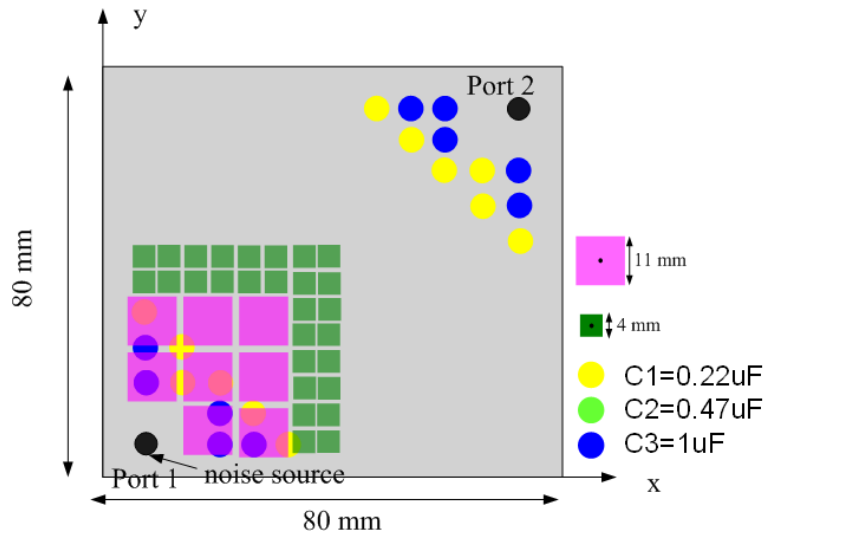 y
Port 2
80 mm
11 mm
4 mm
C1=0.22uF
C2=0.47uF
C3=1uF
Port 1
noise source
x
80 mm